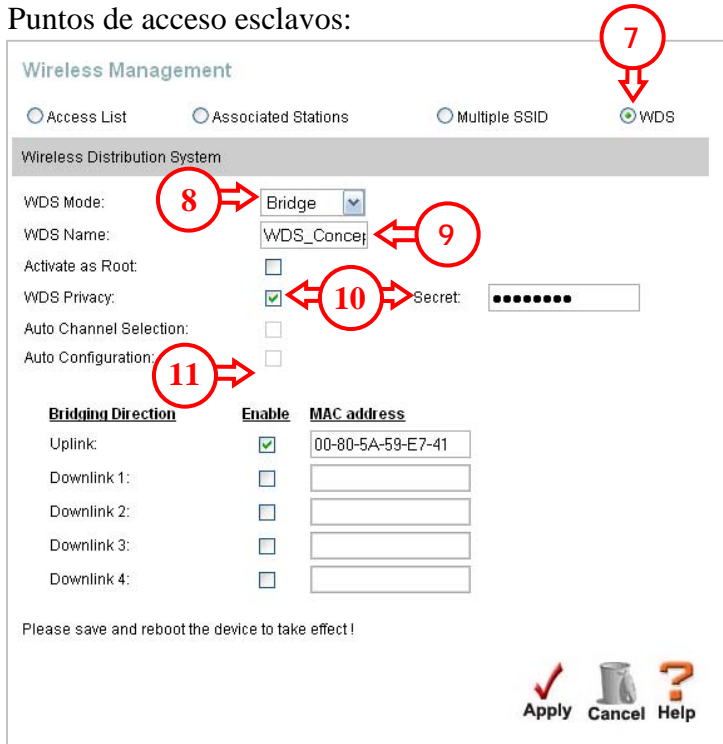 Puntos de acceso esclavos:
7
Wireless Management
Access List Associated Stations Multiple SSID WDS
Wireless Distribution System
WDS Mode: 8 Bridge
WDS Name: WDS_Concep 9
Activate as Root:
WDS Privacy: 10 Secret: ●●●●●●●●
Auto Channel Selection:
Auto Configuration:
11
Bridging Direction Enable MAC address
Uplink: 00-80-5A-59-E7-41
Downlink 1:
Downlink 2:
Downlink 3:
Downlink 4:
Please save and reboot the device to take effect !
Apply Cancel Help